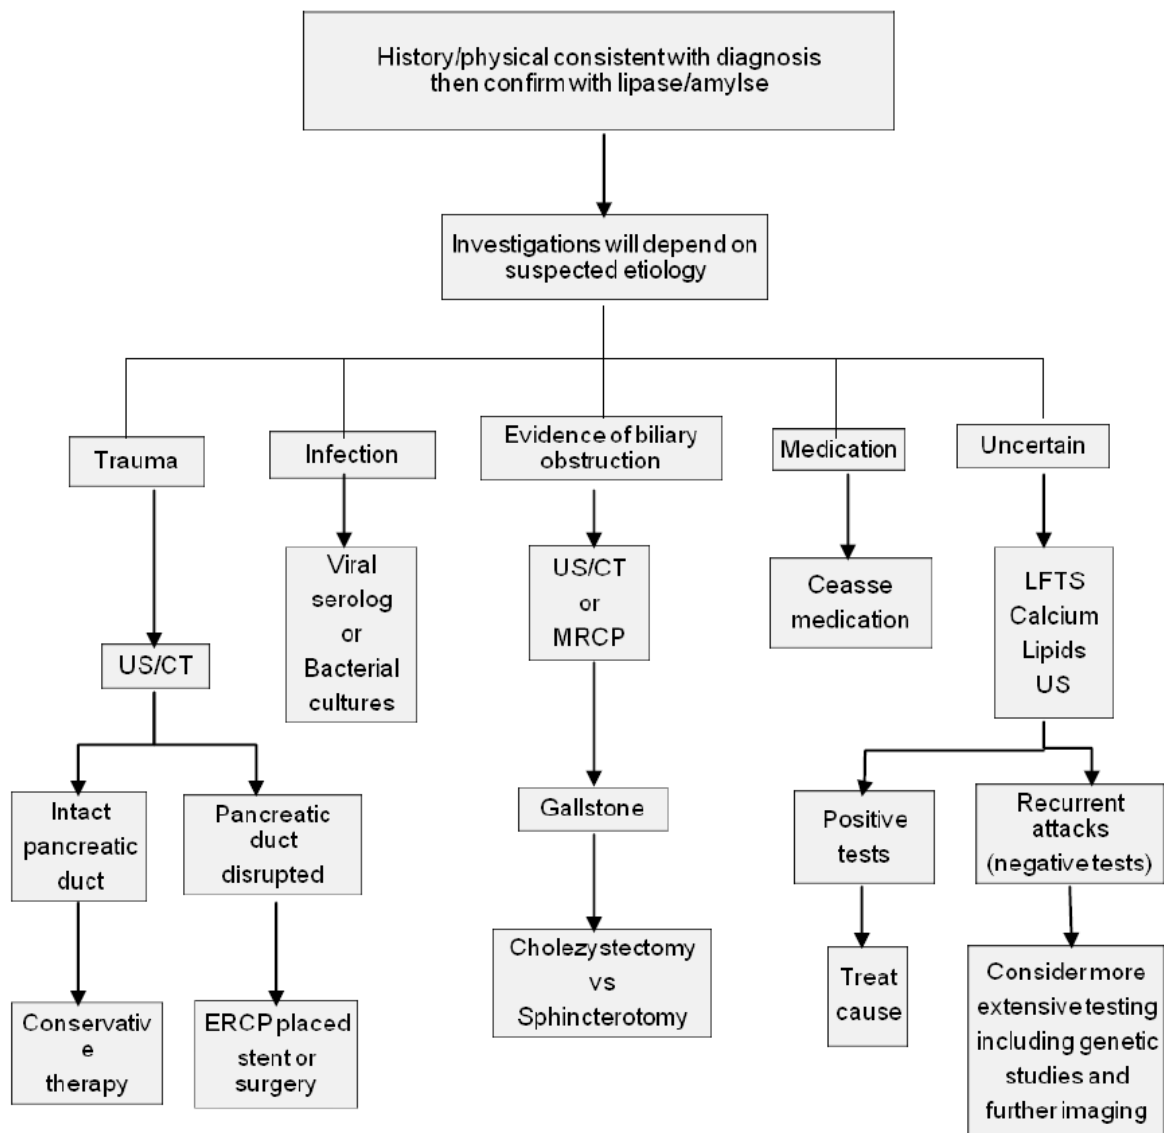 History/physical consistent with diagnosis
then confirm with lipase/amylse
Investigations will depend on
suspected etiology
Trauma
Infection
Evidence of biliary
obstruction
Medication
Uncertain
US/CT
Viral
serolog
or
Bacterial
cultures
US/CT
or
MRCP
Ceasse
medication
LFTS
Calcium
Lipids
US
Intact
pancreatic
duct
Pancreatic
duct
disrupted
Gallstone
Positive
tests
Recurrent
attacks
(negative tests)
Conservativ
e
therapy
ERCP placed
stent or
surgery
Cholezystectomy
vs
Sphincterotomy
Treat
cause
Consider more
extensive testing
including genetic
studies and
further imaging